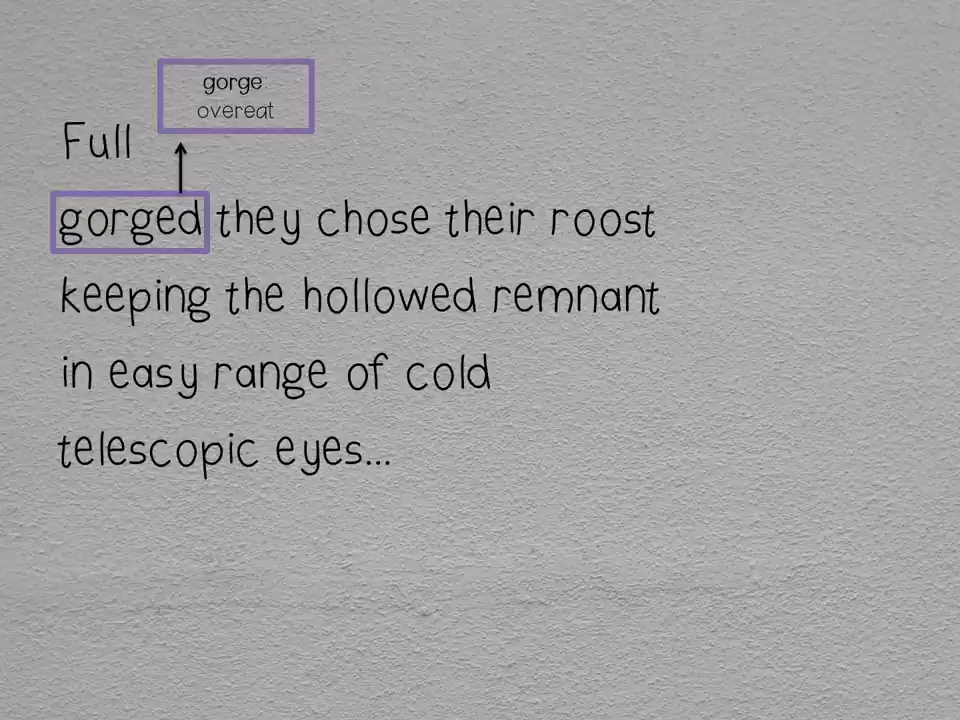 gorge
overeat
Full
gorged they chose their roost
keeping the hollowed remnant
in easy range of cold
telescopic eyes...